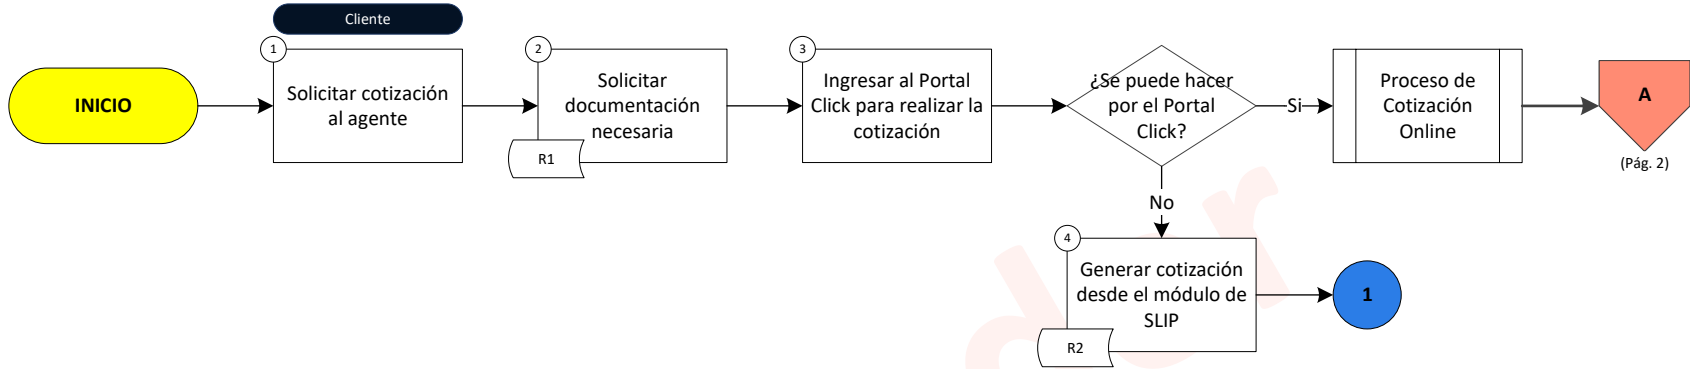 Cliente
INICIO
1
Solicitar cotización
al agente
2
Solicitar
documentación
necesaria
R1
3
Ingresar al Portal
Click para realizar la
cotización
¿Se puede hacer
por el Portal
Click?
Si
Proceso de
Cotización
Online
A
(Pág. 2)
No
4
Generar cotización
desde el módulo de
SLIP
R2
1